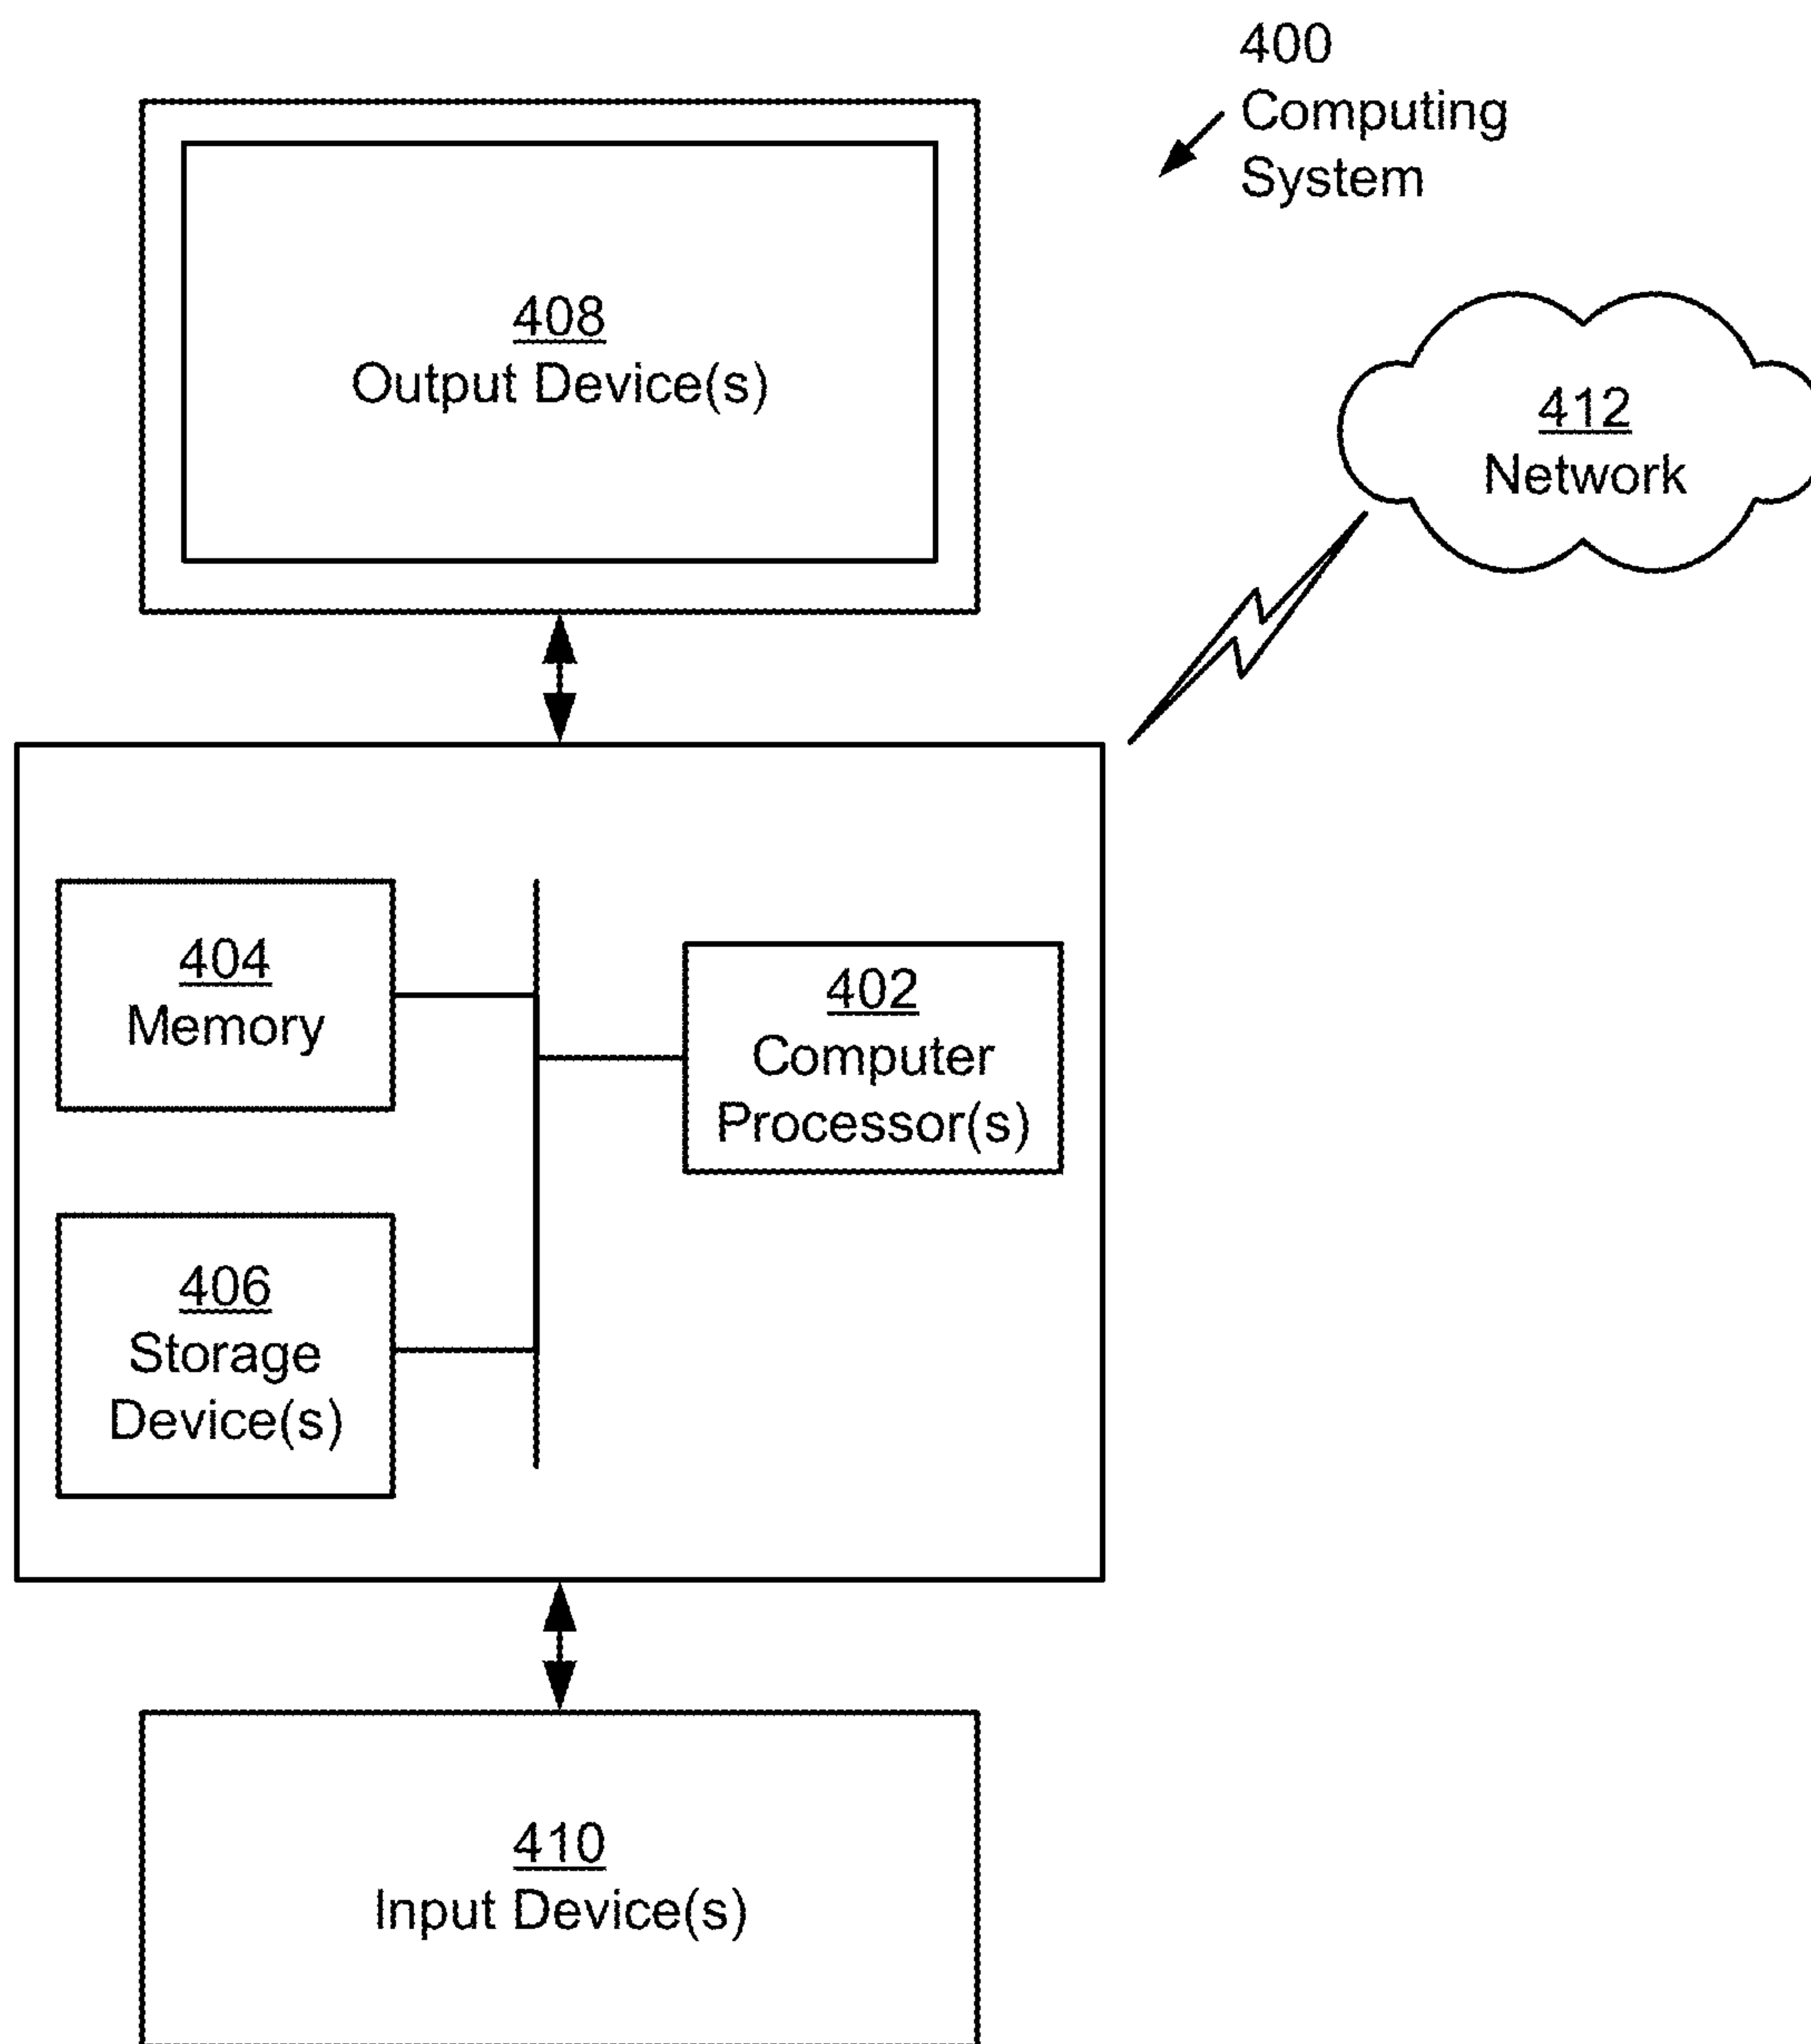 400
Computing
System
408
Output Device(s)
412
Network
404
Memory
402
Computer
Processor(s)
406
Storage
Device(s)
410
Input Device(s)